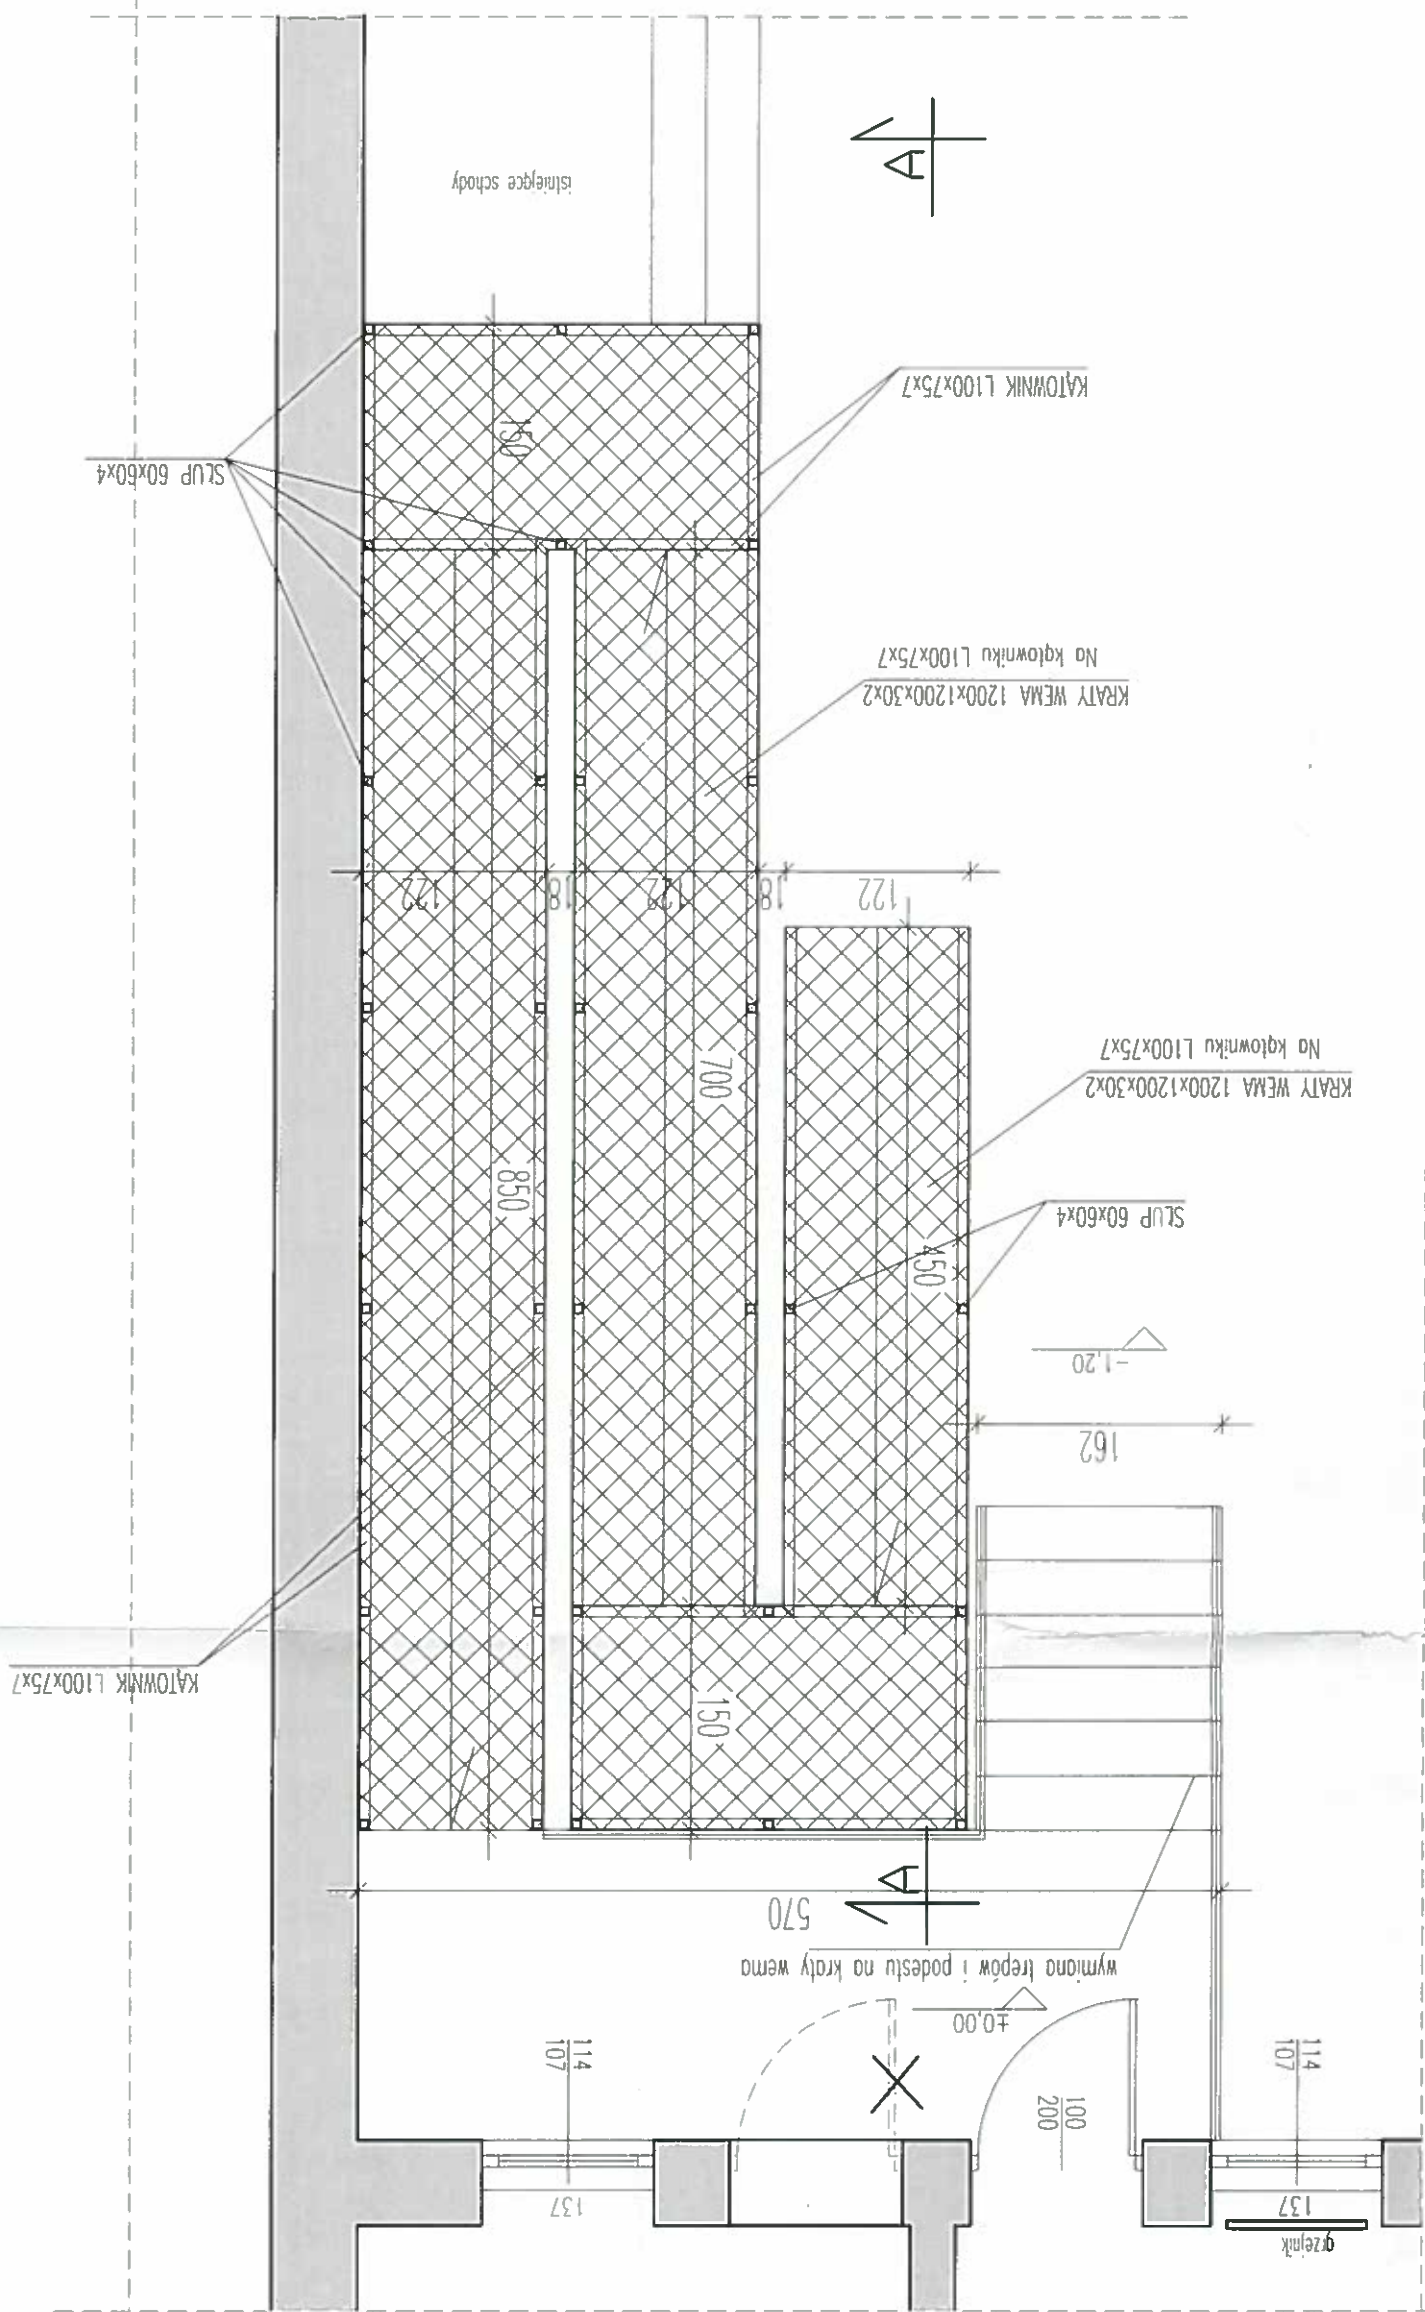 grzejnik
137
114
107
100
200
137
114
107
±0,00
wymiana trepów i podestu na kraty wema
570
A
150
KĄTOWNIK L100x75x7
162
-1,20
SŁUP 60x60x4
450
850
KRATY WEMA 1200x1200x30x2
Na kątowniku L100x75x7
700
122
18
122
18
122
KRATY WEMA 1200x1200x30x2
Na kątowniku L100x75x7
SŁUP 60x60x4
150
KĄTOWNIK L100x75x7
istniejące schody
A